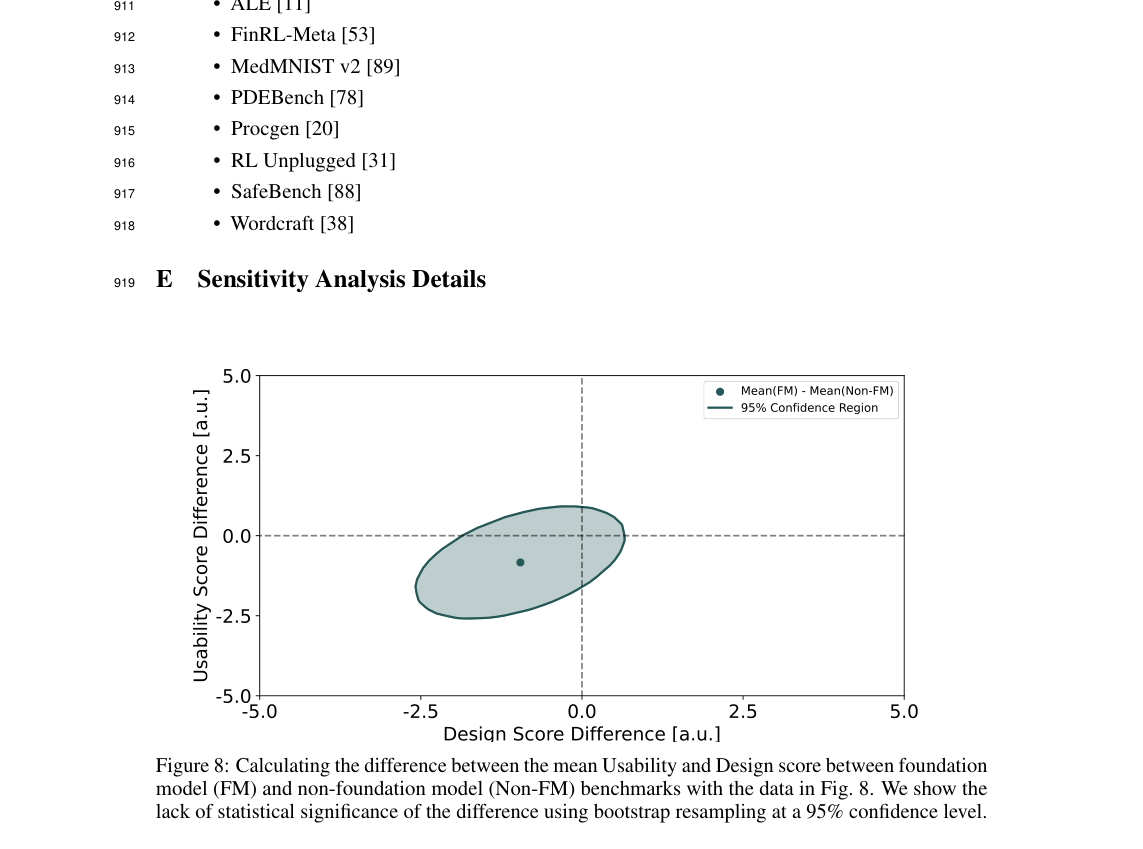 911 • ALE [11]
912 • FinRL-Meta [53]
913 • MedMNIST v2 [89]
914 • PDEBench [78]
915 • Procgen [20]
916 • RL Unplugged [31]
917 • SafeBench [88]
918 • Wordcraft [38]
919 E Sensitivity Analysis Details
Usability Score Difference [a.u.]
5.0
2.5
0.0
-2.5
-5.0
Mean(FM) - Mean(Non-FM)
95% Confidence Region
-5.0 -2.5 0.0 2.5 5.0
Design Score Difference [a.u.]
Figure 8: Calculating the difference between the mean Usability and Design score between foundation
model (FM) and non-foundation model (Non-FM) benchmarks with the data in Fig. 8. We show the
lack of statistical significance of the difference using bootstrap resampling at a 95% confidence level.